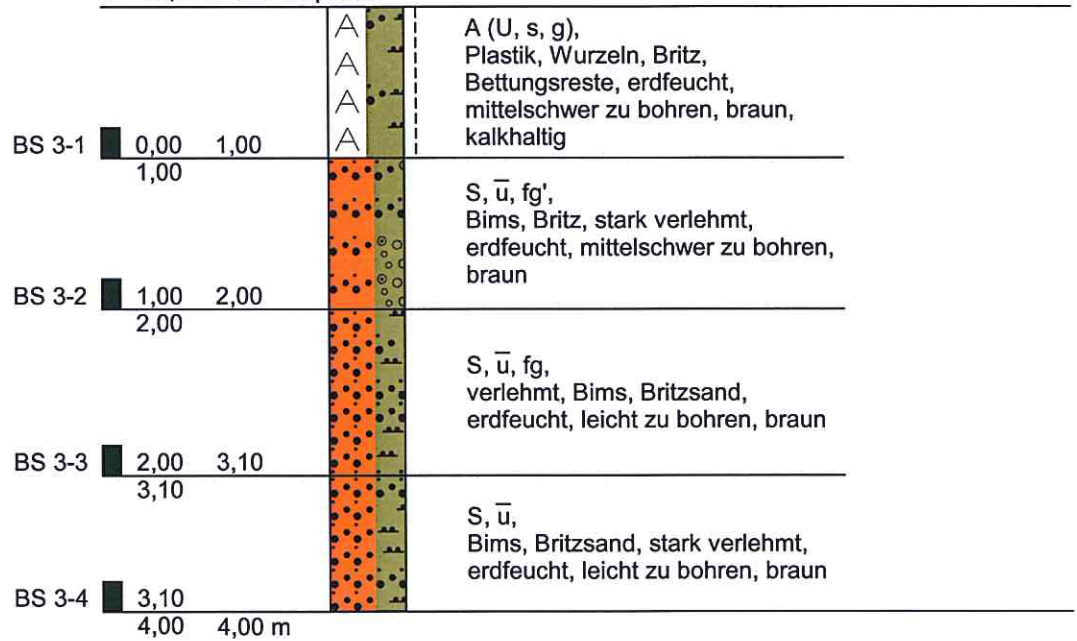 A
A
A
A
A (U, s, g),
Plastik, Wurzeln, Britz,
Bettungsreste, erdfeucht,
mittelschwer zu bohren, braun,
kalkhaltig
BS 3-1 0,00 1,00
1,00
S, u̅, fg',
Bims, Britz, stark verlehmt,
erdfeucht, mittelschwer zu bohren,
braun
BS 3-2 1,00 2,00
2,00
S, u̅, fg,
verlehmt, Bims, Britzsand,
erdfeucht, leicht zu bohren, braun
BS 3-3 2,00 3,10
3,10
S, u̅,
Bims, Britzsand, stark verlehmt,
erdfeucht, leicht zu bohren, braun
BS 3-4 3,10
4,00 4,00 m